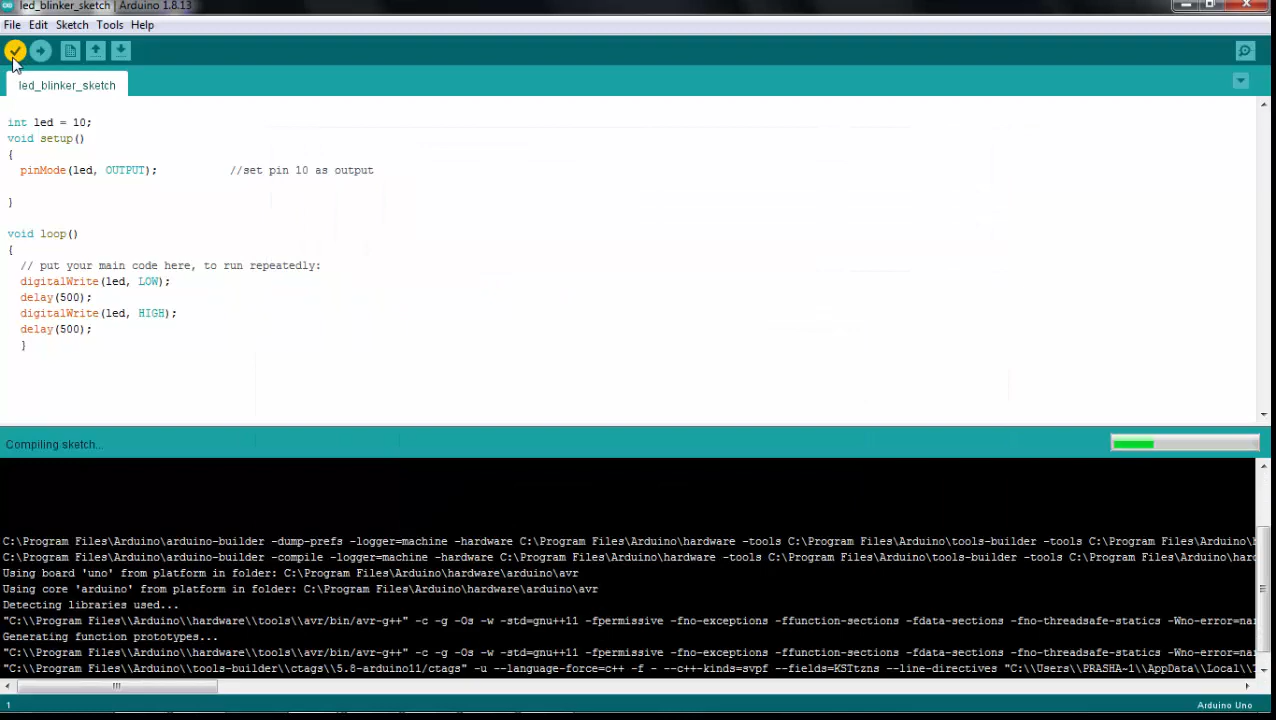 led_blinker_sketch | Arduino 1.8.13
File Edit Sketch Tools Help
led_blinker_sketch
int led = 10;
void setup()
{
pinMode(led, OUTPUT); //set pin 10 as output
}
void loop()
{
// put your main code here, to run repeatedly:
digitalWrite(led, LOW);
delay(500);
digitalWrite(led, HIGH);
delay(500);
}
Compiling sketch...
C:\Program Files\Arduino\arduino-builder -dump-prefs -logger=machine -hardware C:\Program Files\Arduino\hardware -tools C:\Program Files\Arduino\tools-builder -tools C:\Program Files\Arduino\h
C:\Program Files\Arduino\arduino-builder -compile -logger=machine -hardware C:\Program Files\Arduino\hardware -tools C:\Program Files\Arduino\tools-builder -tools C:\Program Files\Arduino\hard
Using board 'uno' from platform in folder: C:\Program Files\Arduino\hardware\arduino\avr
Using core 'arduino' from platform in folder: C:\Program Files\Arduino\hardware\arduino\avr
Detecting libraries used...
"C:\\Program Files\\Arduino\\hardware\\tools\\avr/bin/avr-g++" -c -g -Os -w -std=gnu++11 -fpermissive -fno-exceptions -ffunction-sections -fdata-sections -fno-threadsafe-statics -Wno-error=nar
Generating function prototypes...
"C:\\Program Files\\Arduino\\hardware\\tools\\avr/bin/avr-g++" -c -g -Os -w -std=gnu++11 -fpermissive -fno-exceptions -ffunction-sections -fdata-sections -fno-threadsafe-statics -Wno-error=nar
"C:\\Program Files\\Arduino\\tools-builder\\ctags\\5.8-arduino11/ctags" -u --language-force=c++ -f - --c++-kinds=svpf --fields=KSTtzns --line-directives "C:\\Users\\PRASHA~1\\AppData\\Local\\T
1 Arduino Uno